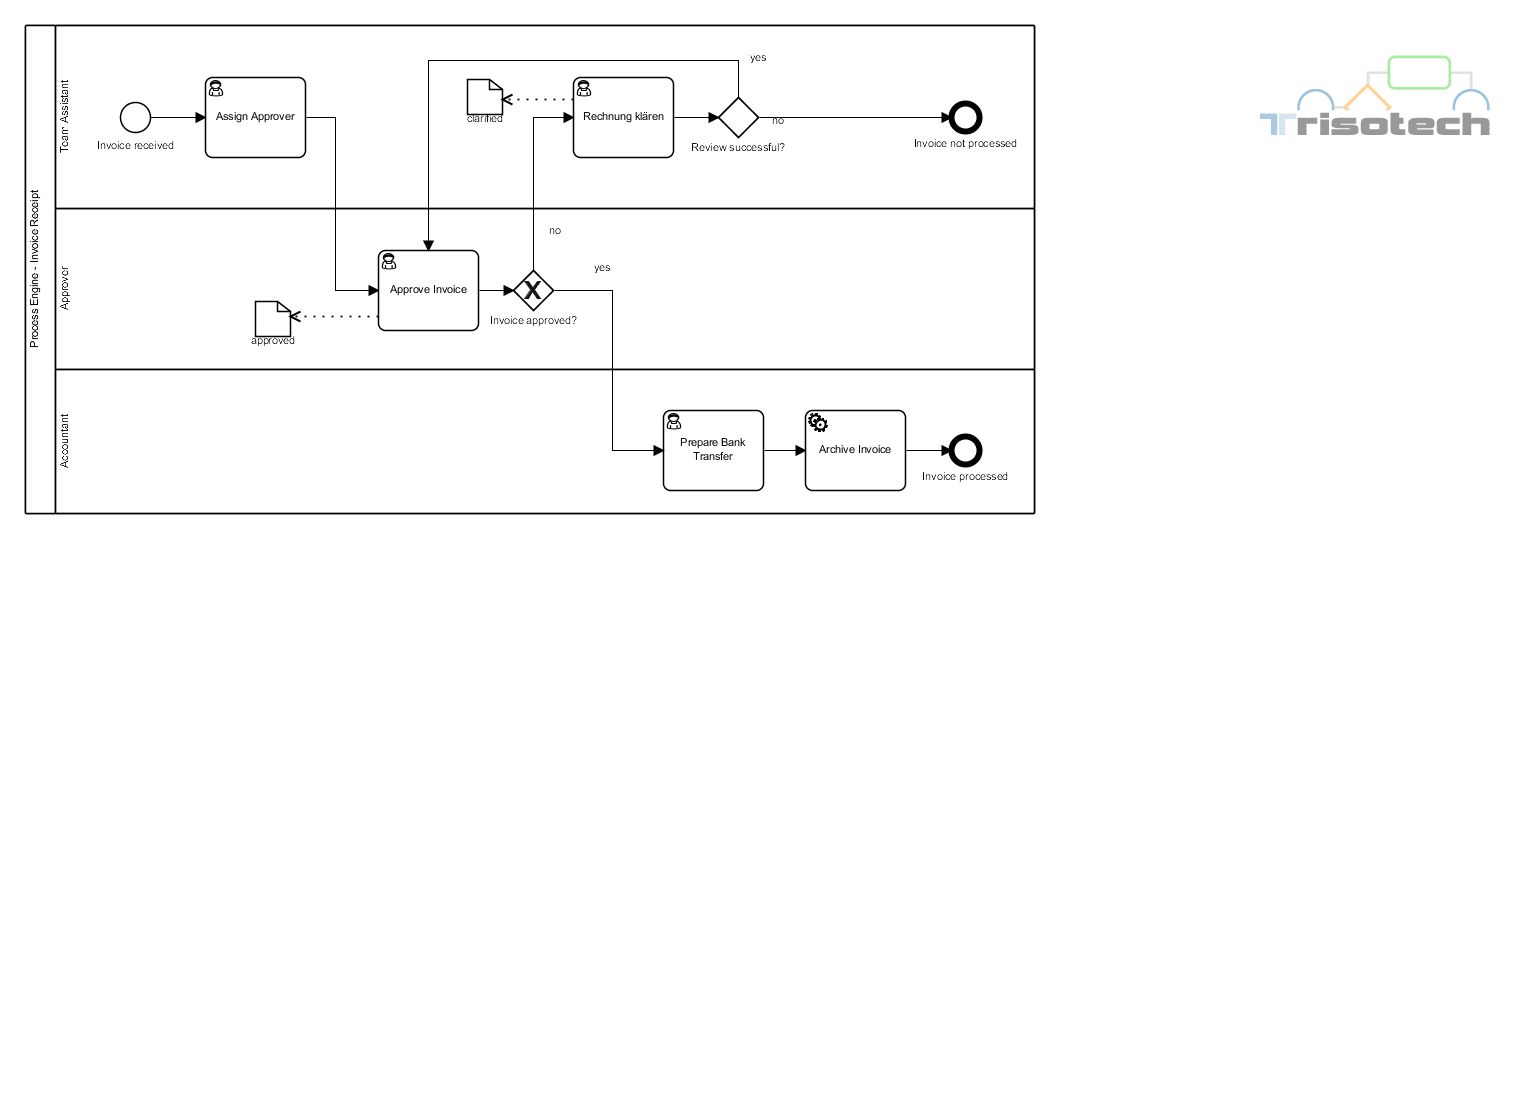 Process Engine - Invoice Receipt
Team Assistant
Invoice received
Assign Approver
clarified
Rechnung klären
yes
Review successful?
no
Invoice not processed
Approver
approved
Approve Invoice
no
yes
Invoice approved?
Accountant
Prepare Bank
Transfer
Archive Invoice
Invoice processed
Trisotech